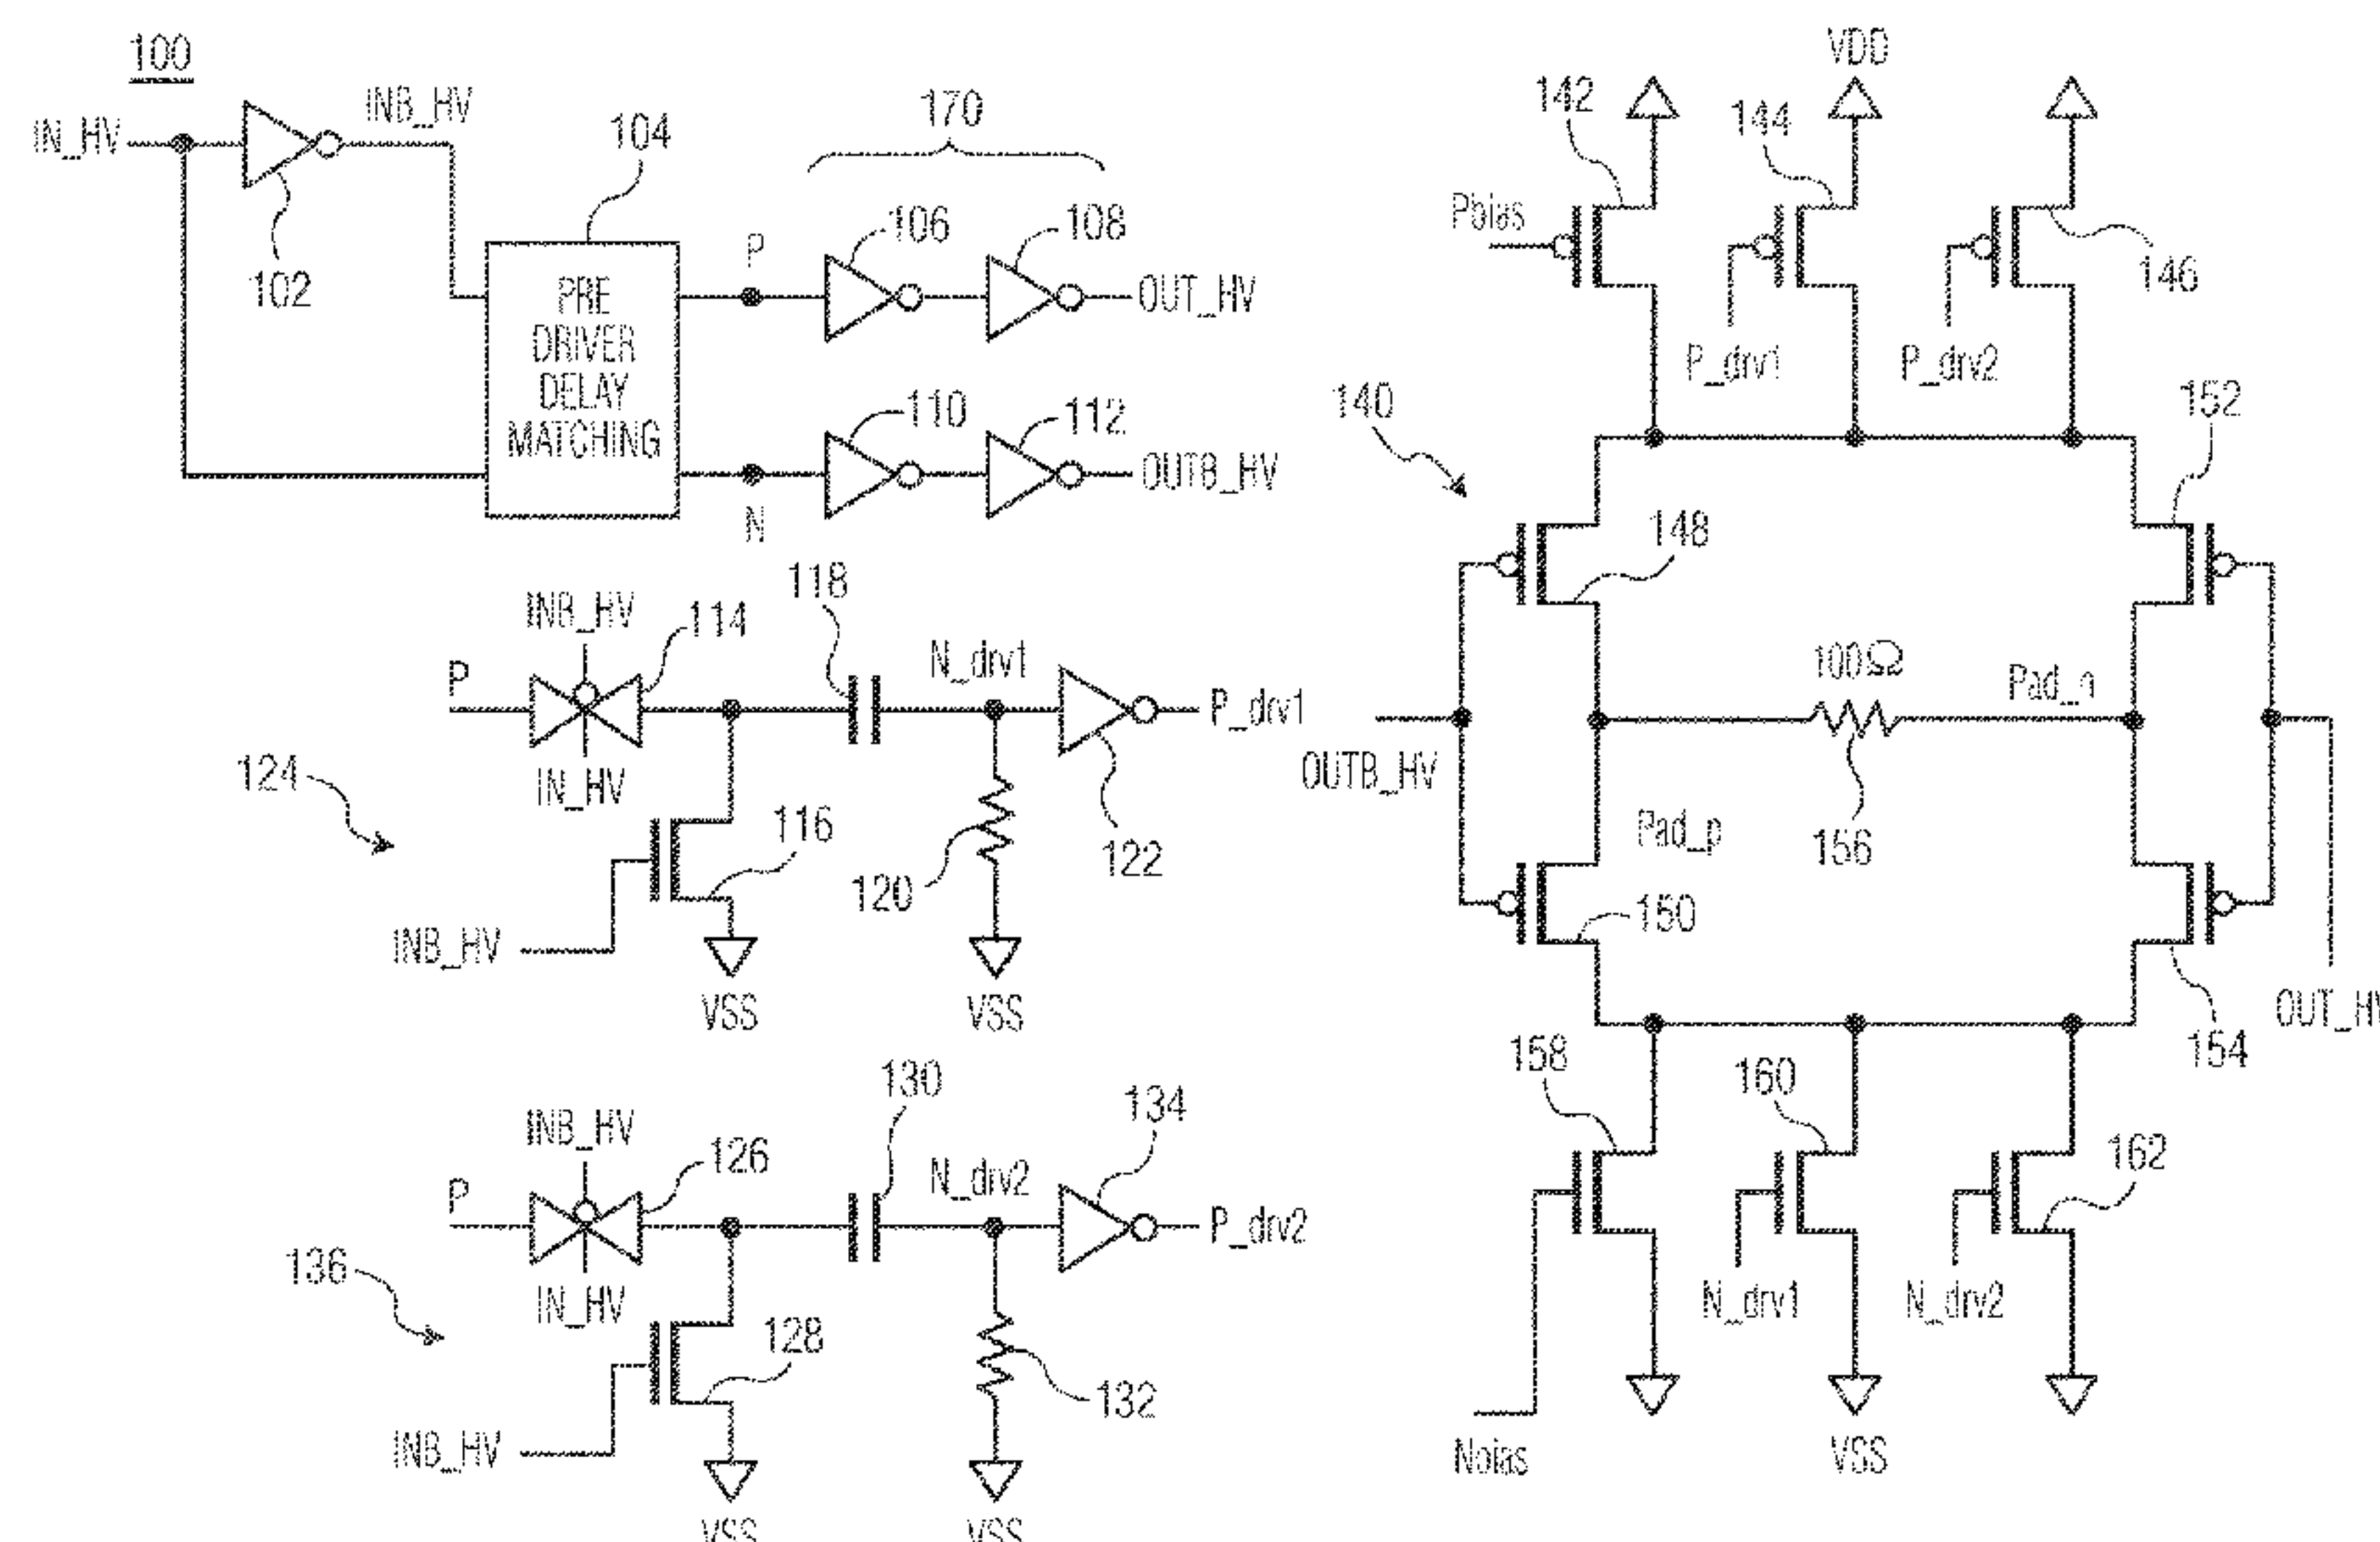 100
IN_HV
INB_HV
102
104
PRE
DRIVER
DELAY
MATCHING
P
N
170
106
108
OUT_HV
110
112
OUTB_HV
INB_HV
114
P
IN_HV
118
N_drv1
P_drv1
124
116
INB_HV
VSS
120
VSS
122
INB_HV
126
P
IN_HV
130
N_drv2
134
P_drv2
136
128
INB_HV
VSS
132
VSS
VDD
142
144
146
Pbias
P_drv1
P_drv2
140
152
148
100Ω
Pad_n
156
OUTB_HV
Pad_p
150
154
158
160
162
N_drv1
N_drv2
Nbias
VSS